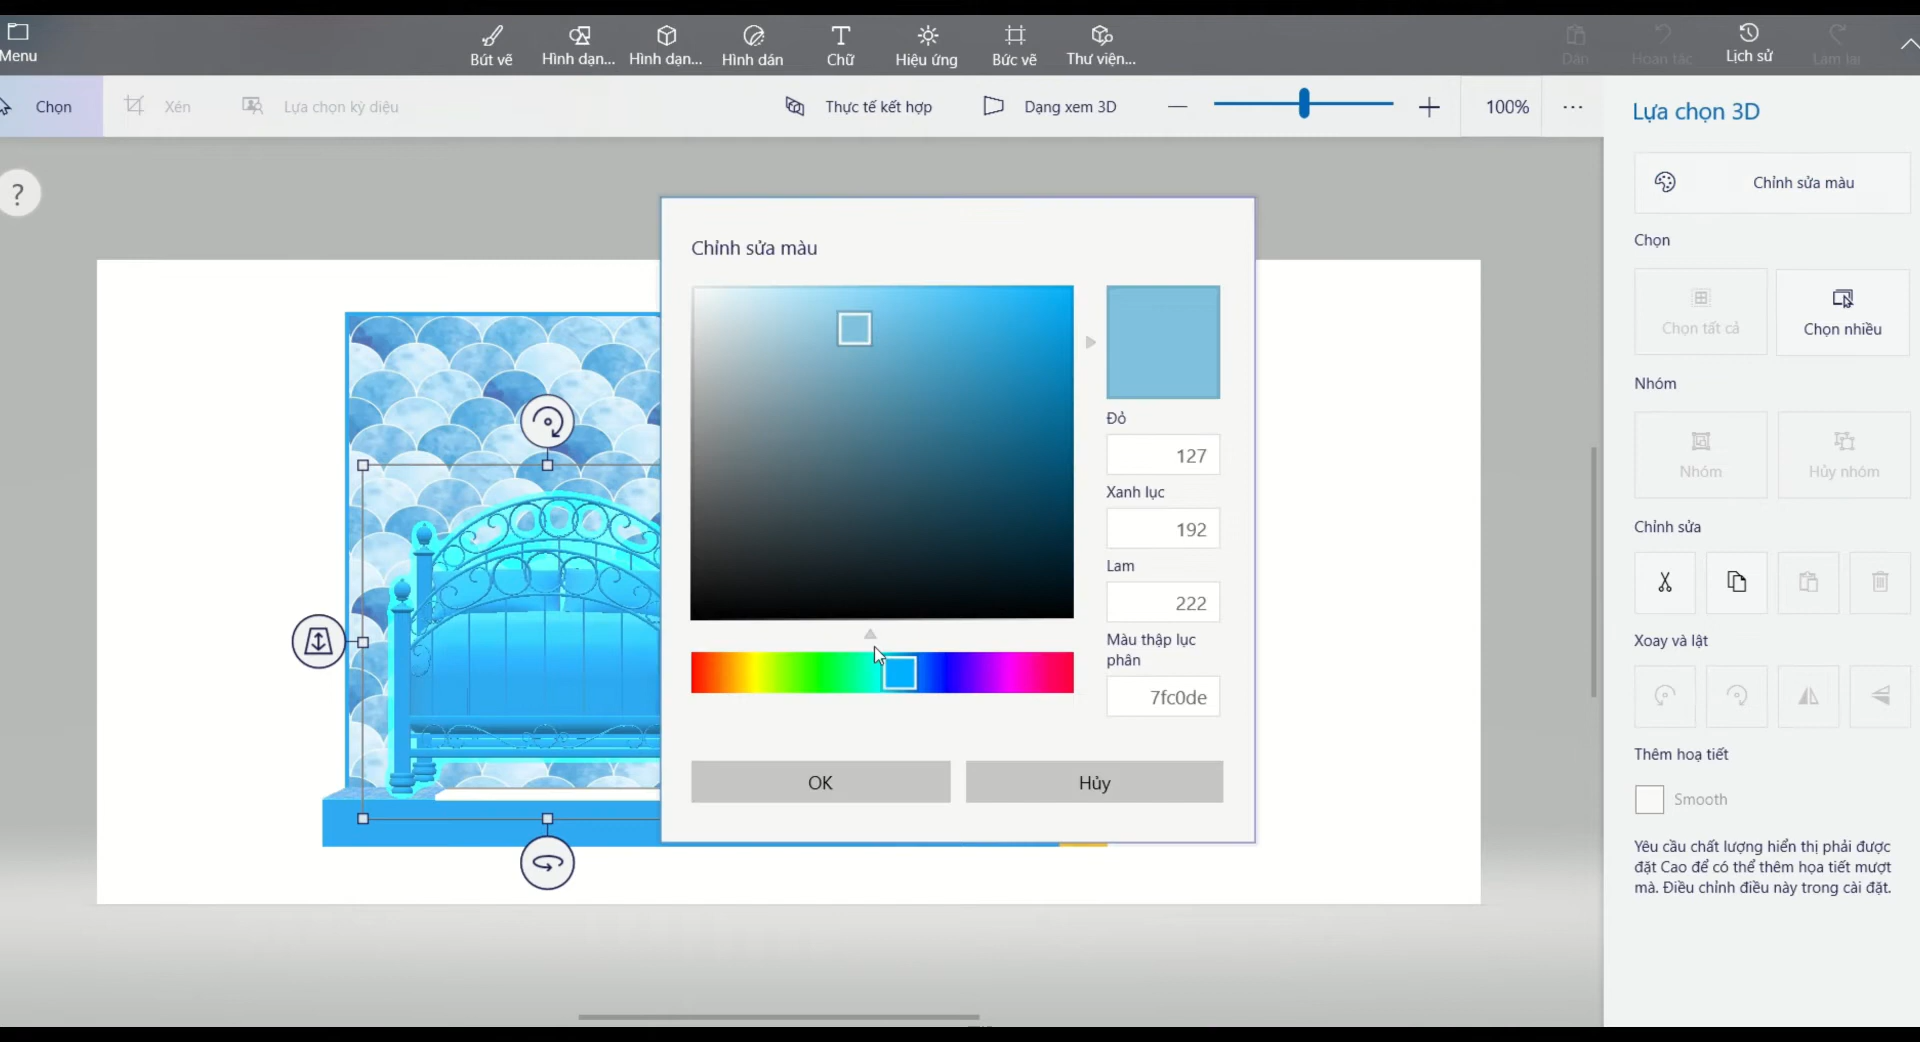 Menu
Bút vẽ
Hình dạn...
Hình dạn...
Hình dán
Chữ
Hiệu ứng
Bức vẽ
Thư viện...
Dán
Hoàn tác
Lịch sử
Làm lại
Chọn
Xén
Lựa chọn kỳ diệu
Thực tế kết hợp
Dạng xem 3D
100%
Lựa chọn 3D
?
Chỉnh sửa màu
Chọn
Chọn tất cả
Chọn nhiều
Nhóm
Nhóm
Hủy nhóm
Chỉnh sửa
Xoay và lật
Thêm hoạ tiết
Smooth
Yêu cầu chất lượng hiển thị phải được
đặt Cao để có thể thêm họa tiết mượt
mà. Điều chỉnh điều này trong cài đặt.
Chỉnh sửa màu
Đỏ
127
Xanh lục
192
Lam
222
Màu thập lục
phân
7fc0de
OK
Hủy